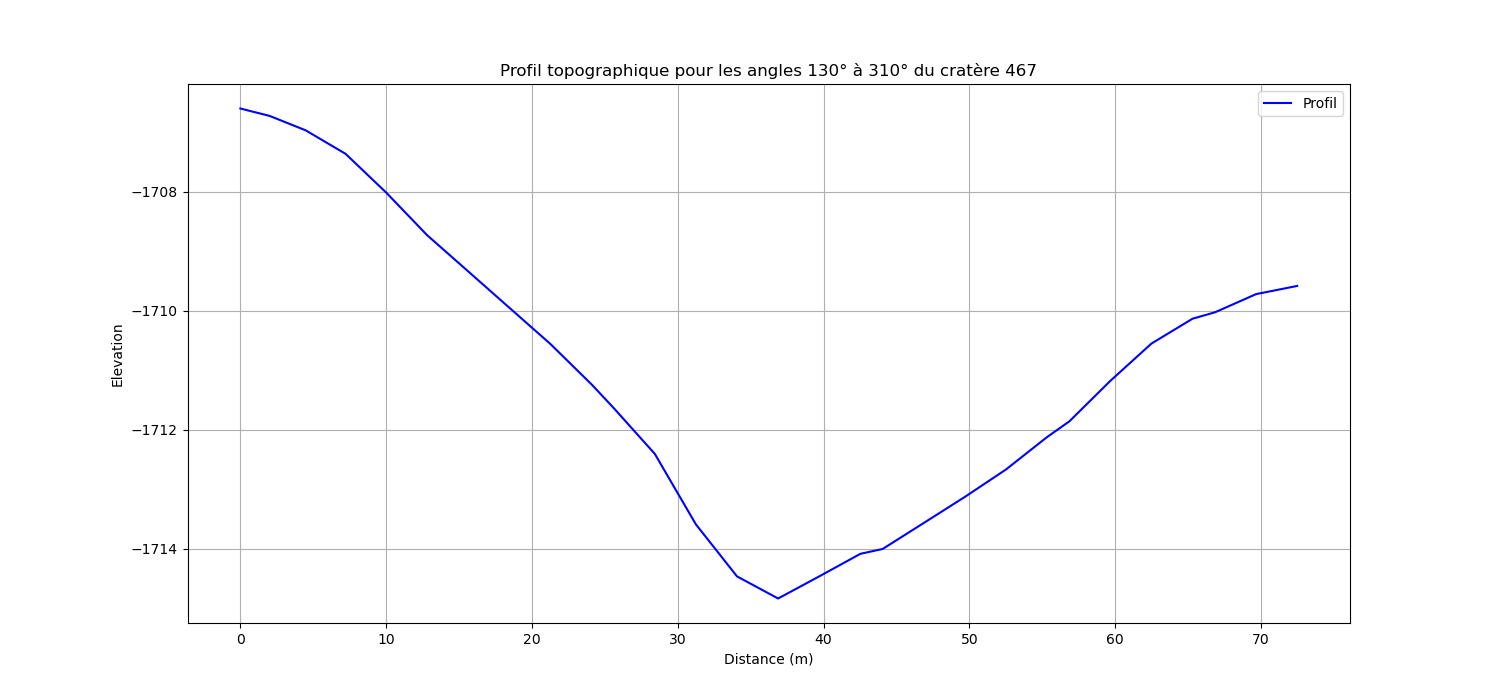 Profil topographique pour les angles 130° à 310° du cratère 467
Profil
−1708
−1710
−1712
−1714
Elevation
0 10 20 30 40 50 60 70
Distance (m)